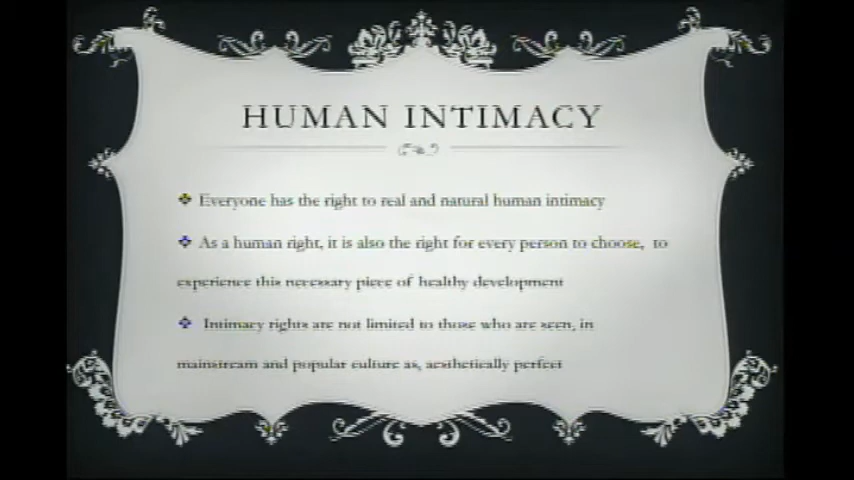 HUMAN INTIMACY
Everyone has the right to real and natural human intimacy
As a human right, it is also the right for every person to choose, to
experience this necessary piece of healthy development
Intimacy rights are not limited to those who are seen, in
mainstream and popular culture as, aesthetically perfect